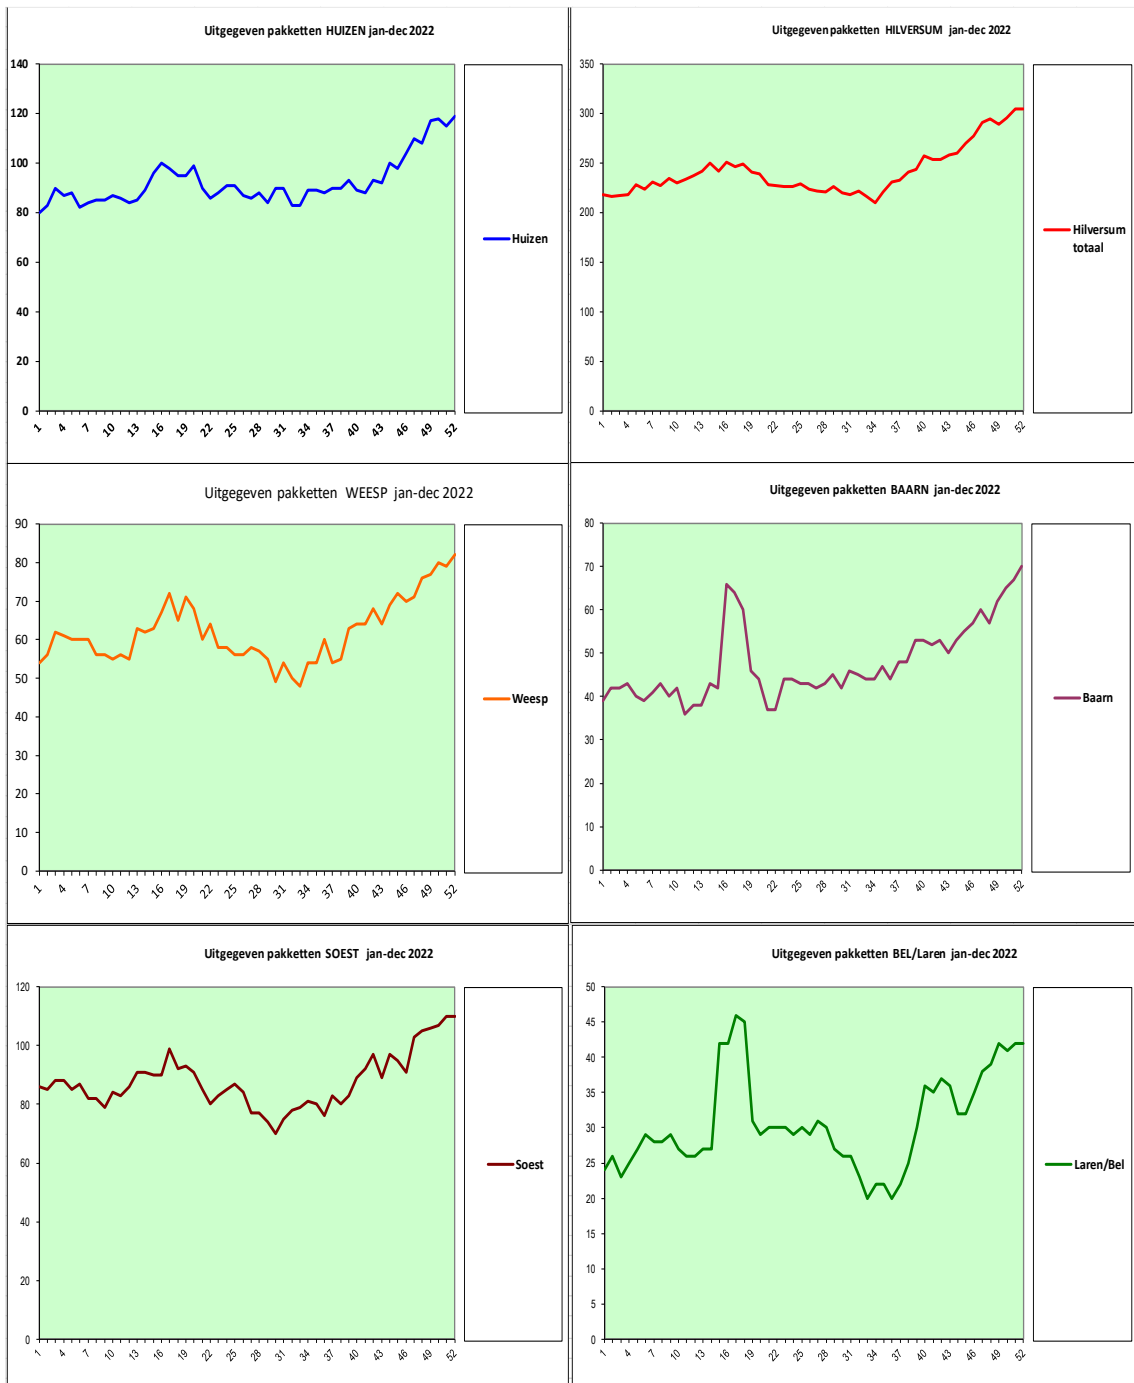 Uitgegeven pakketten HUIZEN jan-dec 2022
140
120
100
80
60
40
20
0
1 4 7 10 13 16 19 22 25 28 31 34 37 40 43 46 49 52
Huizen
Uitgegeven pakketten HILVERSUM jan-dec 2022
350
300
250
200
150
100
50
0
1 4 7 10 13 16 19 22 25 28 31 34 37 40 43 46 49 52
Hilversum
totaal
Uitgegeven pakketten WEESP jan-dec 2022
90
80
70
60
50
40
30
20
10
0
1 4 7 10 13 16 19 22 25 28 31 34 37 40 43 46 49 52
Weesp
Uitgegeven pakketten BAARN jan-dec 2022
80
70
60
50
40
30
20
10
0
1 4 7 10 13 16 19 22 25 28 31 34 37 40 43 46 49 52
Baarn
Uitgegeven pakketten SOEST jan-dec 2022
120
100
80
60
40
20
0
1 4 7 10 13 16 19 22 25 28 31 34 37 40 43 46 49 52
Soest
Uitgegeven pakketten BEL/Laren jan-dec 2022
50
45
40
35
30
25
20
15
10
5
0
1 4 7 10 13 16 19 22 25 28 31 34 37 40 43 46 49 52
Laren/Bel